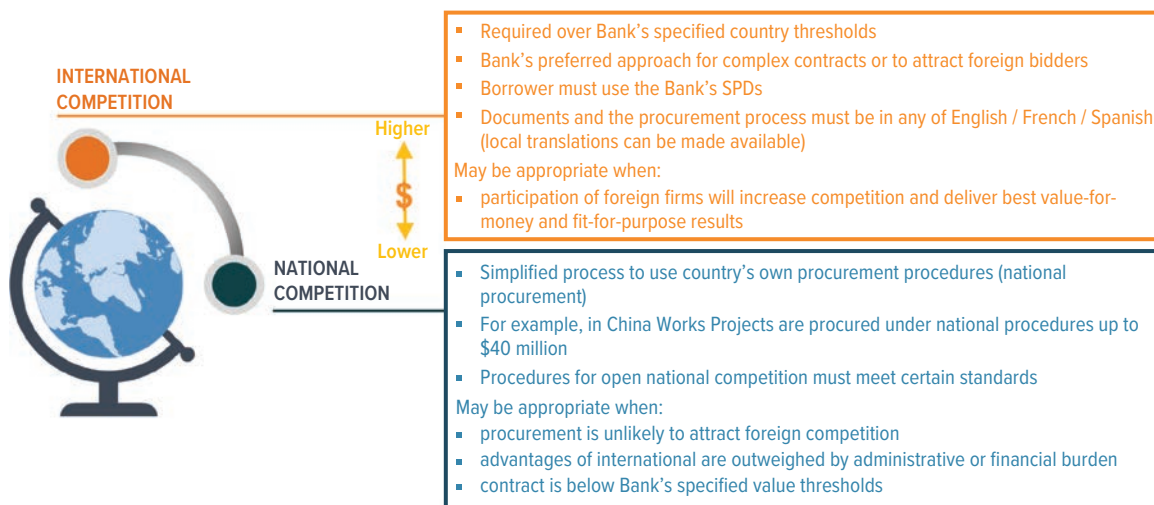 INTERNATIONAL
COMPETITION
Higher
$
Lower
NATIONAL
COMPETITION
▪ Required over Bank's specified country thresholds
▪ Bank's preferred approach for complex contracts or to attract foreign bidders
▪ Borrower must use the Bank's SPDs
▪ Documents and the procurement process must be in any of English / French / Spanish
(local translations can be made available)
May be appropriate when:
▪ participation of foreign firms will increase competition and deliver best value-for-
money and fit-for-purpose results
▪ Simplified process to use country's own procurement procedures (national
procurement)
▪ For example, in China Works Projects are procured under national procedures up to
$40 million
▪ Procedures for open national competition must meet certain standards
May be appropriate when:
▪ procurement is unlikely to attract foreign competition
▪ advantages of international are outweighed by administrative or financial burden
▪ contract is below Bank's specified value thresholds